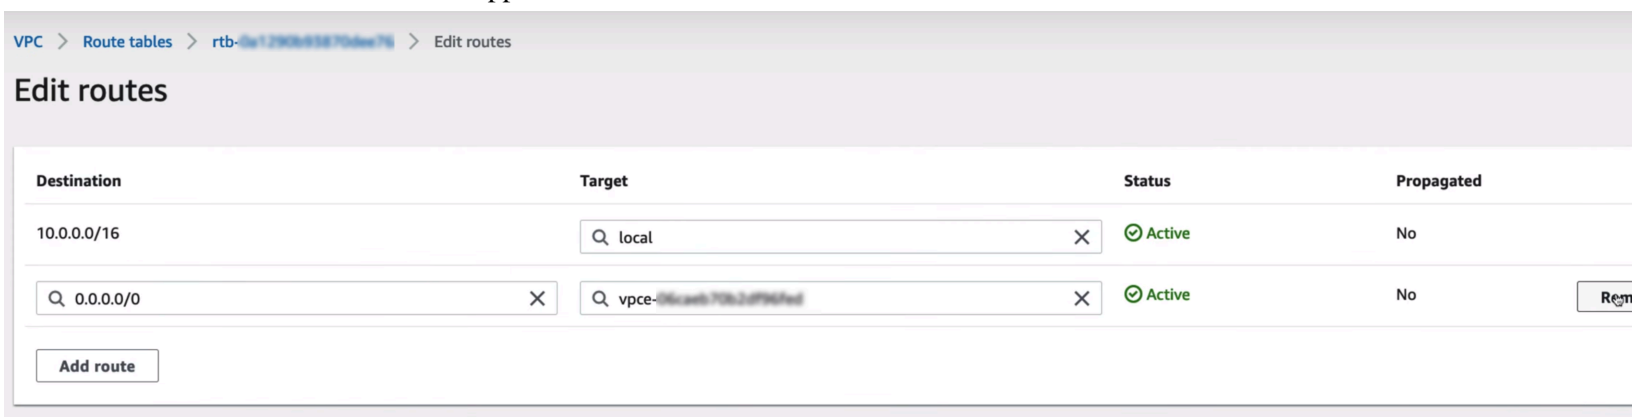 VPC > Route tables > rtb- > Edit routes
Edit routes
Destination Target Status Propagated
10.0.0.0/16 local Active No
0.0.0.0/0 vpce- Active No
Add route